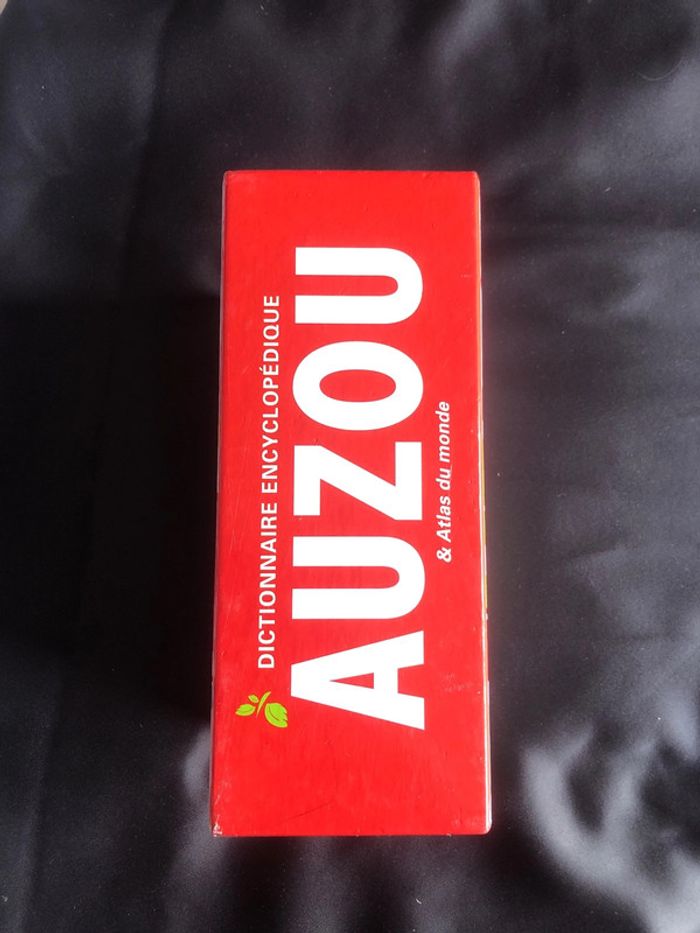 DICTIONNAIRE ENCYCLOPÉDIQUE
AUZOU
& Atlas du monde